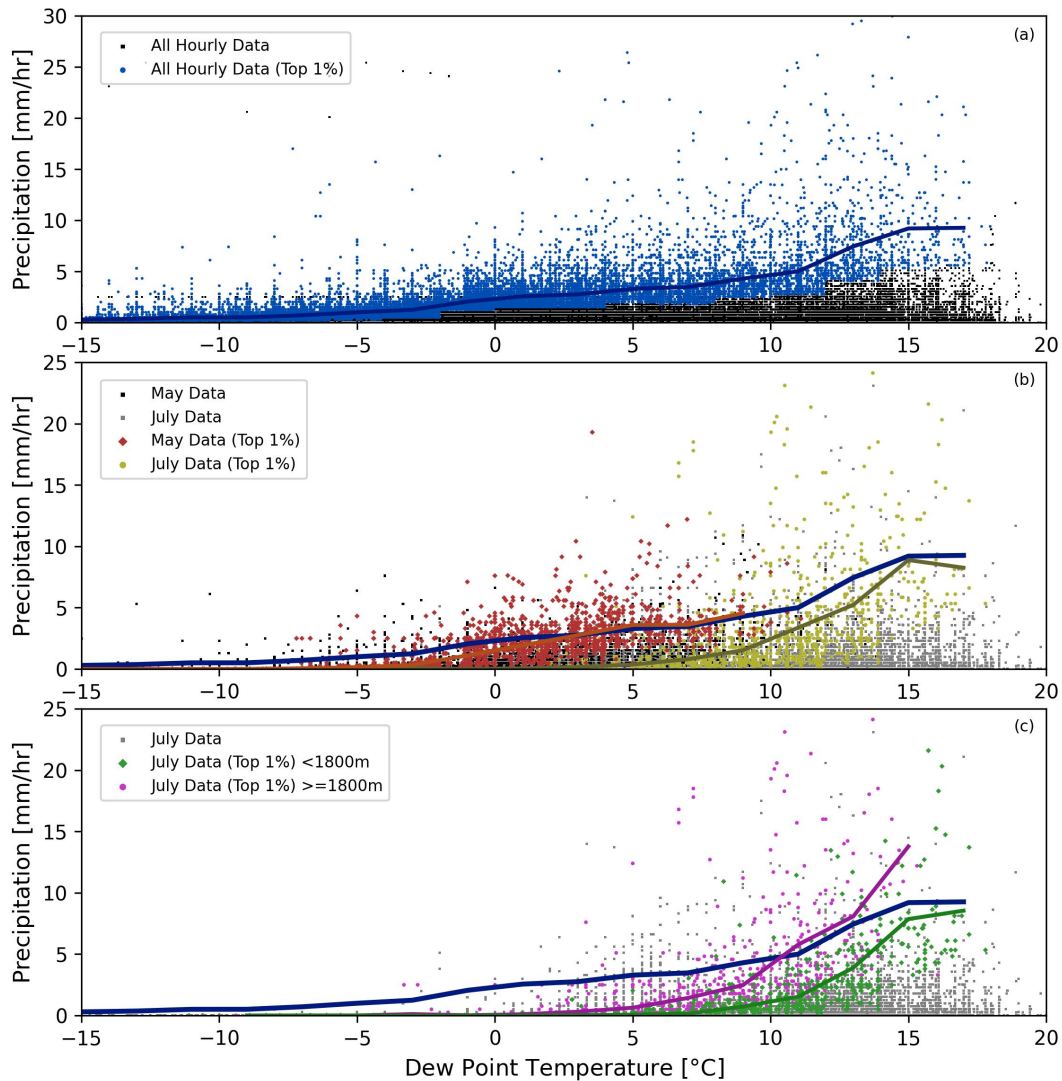 (a)
All Hourly Data
All Hourly Data (Top 1%)
Precipitation [mm/hr]
30
25
20
15
10
5
0
−15 −10 −5 0 5 10 15 20
(b)
May Data
July Data
May Data (Top 1%)
July Data (Top 1%)
Precipitation [mm/hr]
25
20
15
10
5
0
−15 −10 −5 0 5 10 15 20
(c)
July Data
July Data (Top 1%) <1800m
July Data (Top 1%) >=1800m
Precipitation [mm/hr]
25
20
15
10
5
0
−15 −10 −5 0 5 10 15 20
Dew Point Temperature [°C]